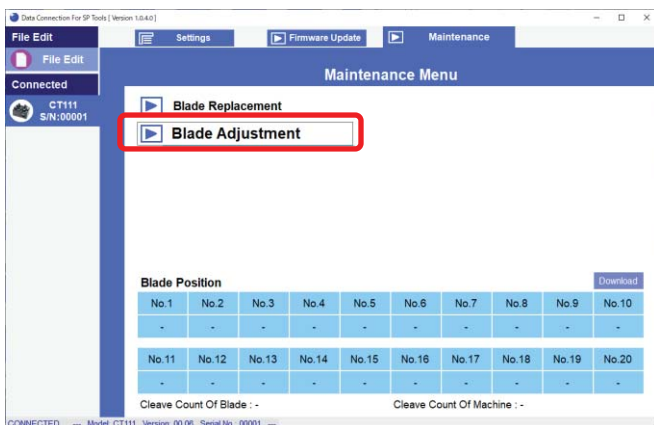 Data Connection For SP Tools [ Version 1.0.4.0 ]
File Edit
Settings
Firmware Update
Maintenance
File Edit
Maintenance Menu
Connected
CT111
S/N:00001
Blade Replacement
Blade Adjustment
Blade Position
Download
No.1 No.2 No.3 No.4 No.5 No.6 No.7 No.8 No.9 No.10
- - - - - - - - - -
No.11 No.12 No.13 No.14 No.15 No.16 No.17 No.18 No.19 No.20
- - - - - - - - - -
Cleave Count Of Blade : - Cleave Count Of Machine : -
CONNECTED --- Model: CT111 Version: 00.06 Serial No.: 00001 ---